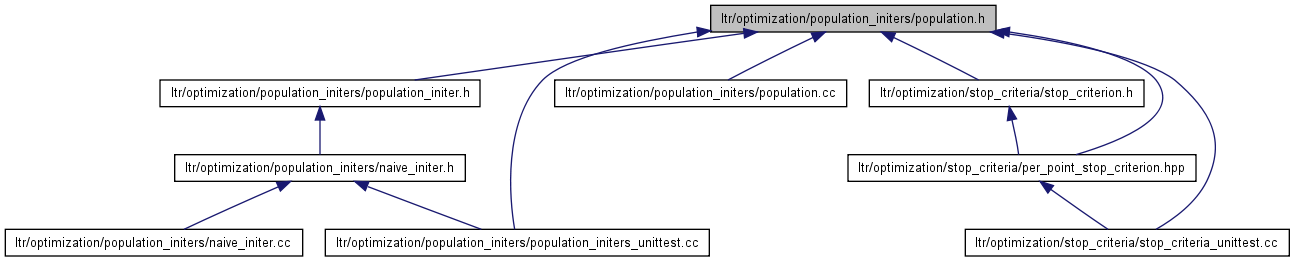 ltr/optimization/population_initers/population.h
ltr/optimization/population_initers/population_initer.h
ltr/optimization/population_initers/population.cc
ltr/optimization/stop_criteria/stop_criterion.h
ltr/optimization/population_initers/naive_initer.h
ltr/optimization/stop_criteria/per_point_stop_criterion.hpp
ltr/optimization/population_initers/naive_initer.cc
ltr/optimization/population_initers/population_initers_unittest.cc
ltr/optimization/stop_criteria/stop_criteria_unittest.cc